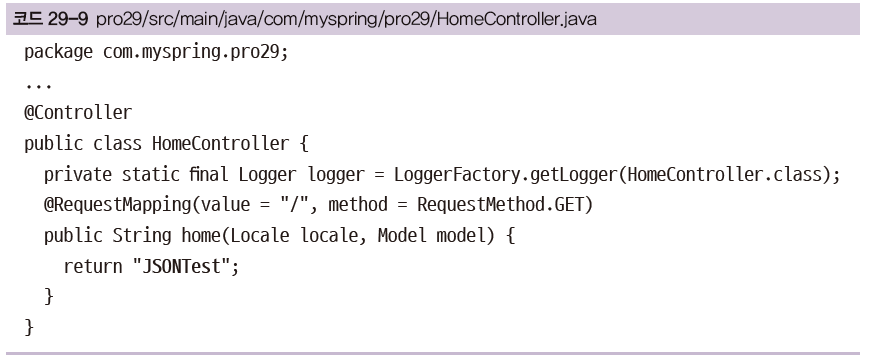 코드 29-9 pro29/src/main/java/com/myspring/pro29/HomeController.java
package com.myspring.pro29;
...
@Controller
public class HomeController {
  private static final Logger logger = LoggerFactory.getLogger(HomeController.class);
  @RequestMapping(value = "/", method = RequestMethod.GET)
  public String home(Locale locale, Model model) {
    return "JSONTest";
  }
}